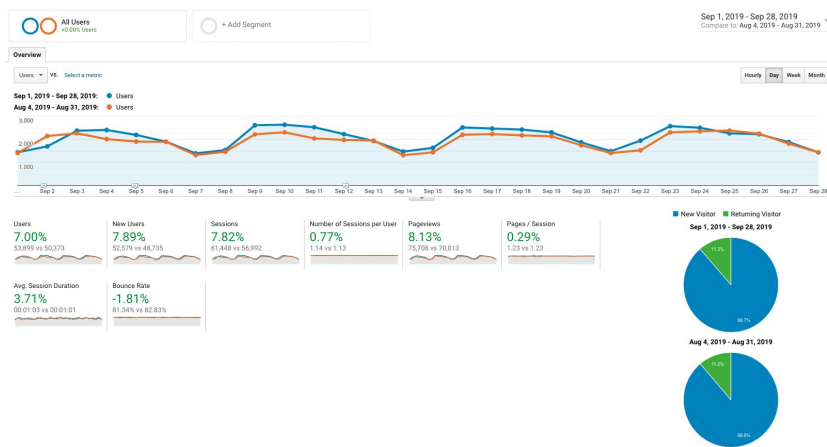 All Users
+0.00% Users
+ Add Segment
Sep 1, 2019 - Sep 28, 2019
Compare to: Aug 4, 2019 - Aug 31, 2019
Overview
Users VS. Select a metric
Hourly Day Week Month
Sep 1, 2019 - Sep 28, 2019: Users
Aug 4, 2019 - Aug 31, 2019: Users
3,000
2,000
1,000
... Sep 2 Sep 3 Sep 4 Sep 5 Sep 6 Sep 7 Sep 8 Sep 9 Sep 10 Sep 11 Sep 12 Sep 13 Sep 14 Sep 15 Sep 16 Sep 17 Sep 18 Sep 19 Sep 20 Sep 21 Sep 22 Sep 23 Sep 24 Sep 25 Sep 26 Sep 27 Sep 28
New Visitor Returning Visitor
Users
7.00%
53,899 vs 50,373
New Users
7.89%
52,579 vs 48,735
Sessions
7.82%
61,448 vs 56,992
Number of Sessions per User
0.77%
1.14 vs 1.13
Pageviews
8.13%
75,708 vs 70,013
Pages / Session
0.29%
1.23 vs 1.23
Avg. Session Duration
3.71%
00:01:03 vs 00:01:01
Bounce Rate
-1.81%
81.34% vs 82.83%
Sep 1, 2019 - Sep 28, 2019
11.3%
88.7%
Aug 4, 2019 - Aug 31, 2019
11.2%
88.8%